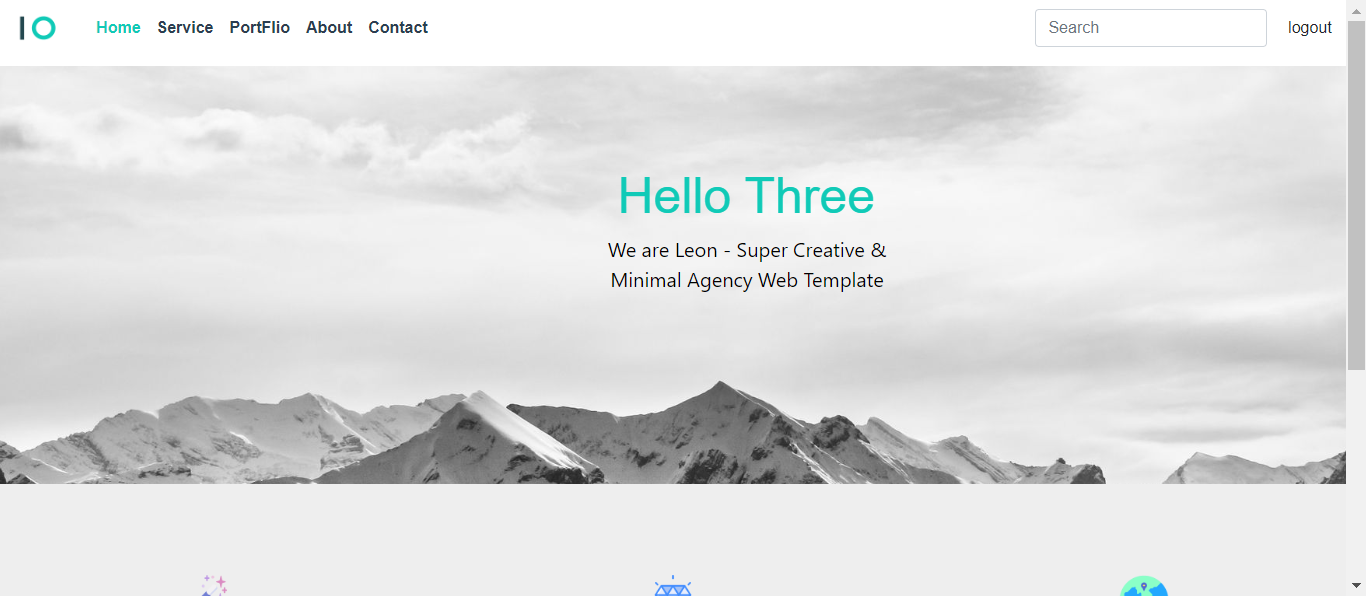 IO
Home Service PortFlio About Contact Search logout
Hello Three
We are Leon - Super Creative &
Minimal Agency Web Template